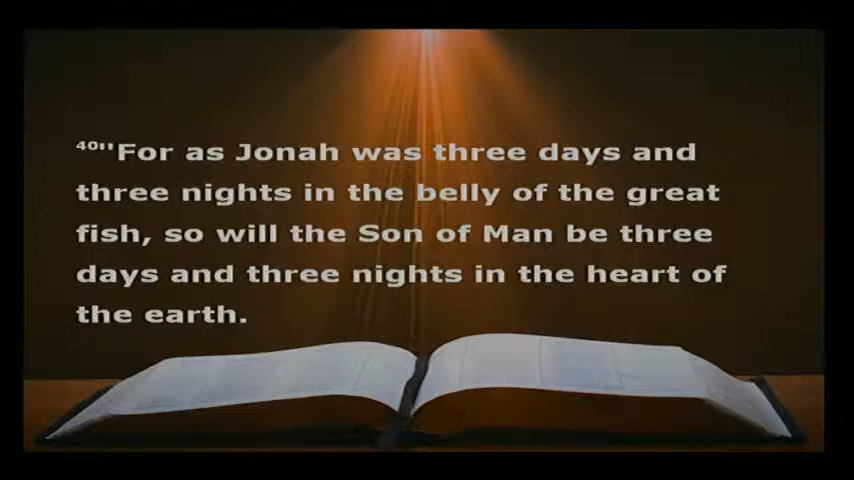 ⁴⁰"For as Jonah was three days and
three nights in the belly of the great
fish, so will the Son of Man be three
days and three nights in the heart of
the earth.